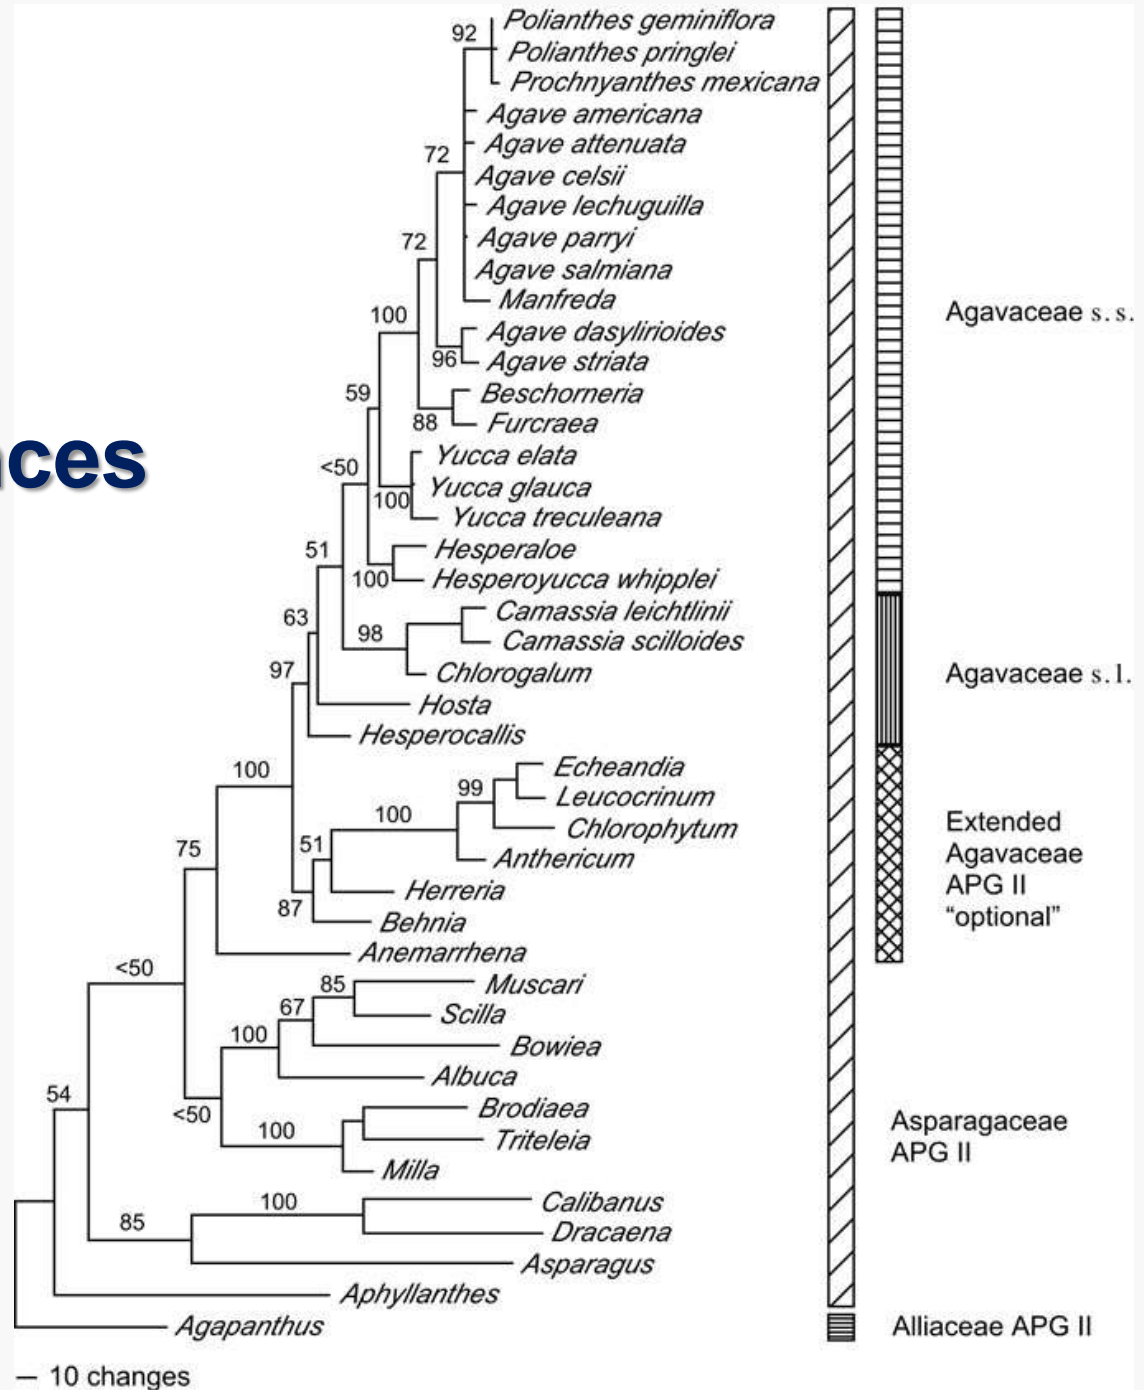 92
Polianthes geminiflora
Polianthes pringlei
Prochnyanthes mexicana
Agave americana
Agave attenuata
72
Agave celsii
Agave lechuguilla
72
Agave parryi
Agave salmiana
Manfreda
100
Agave dasylirioides
96
Agave striata
59
Beschorneria
88
Furcraea
<50
Yucca elata
100
Yucca glauca
Yucca treculeana
51
Hesperaloe
100
Hesperoyucca whipplei
63
Camassia leichtlinii
98
Camassia scilloides
97
Chlorogalum
Hosta
Hesperocallis
100
Echeandia
99
Leucocrinum
100
Chlorophytum
75
51
Anthericum
Herreria
87
Behnia
Anemarrhena
<50
85
Muscari
67
Scilla
100
Bowiea
Albuca
54
<50
Brodiaea
100
Triteleia
Milla
100
Calibanus
85
Dracaena
Asparagus
Aphyllanthes
Agapanthus
10 changes
Agavaceae s.s.
Agavaceae s.l.
Extended
Agavaceae
APG II
“optional”
Asparagaceae
APG II
Alliaceae APG II